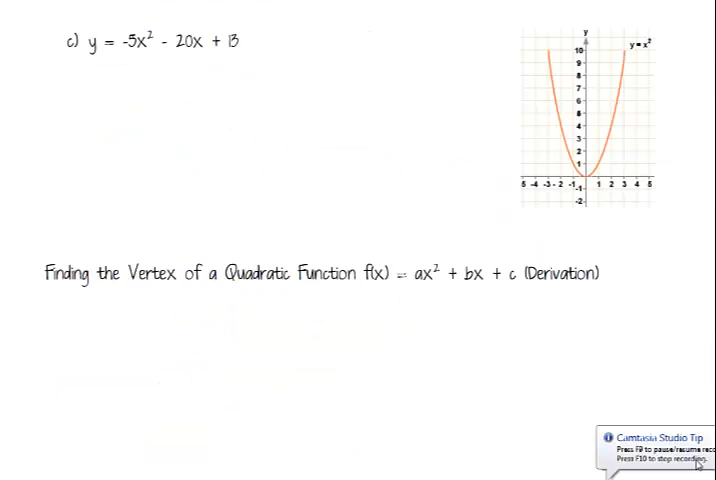 c) y = -5x² - 20x + 13
y
y = x²
10
9
8
7
6
5
4
3
2
1
5 -4 -3 -2 -1 1 2 3 4 5
-1
-2
Finding the Vertex of a Quadratic Function f(x) = ax² + bx + c (Derivation)
Camtasia Studio Tip
Press F9 to pause/resume reco
Press F10 to stop recording.